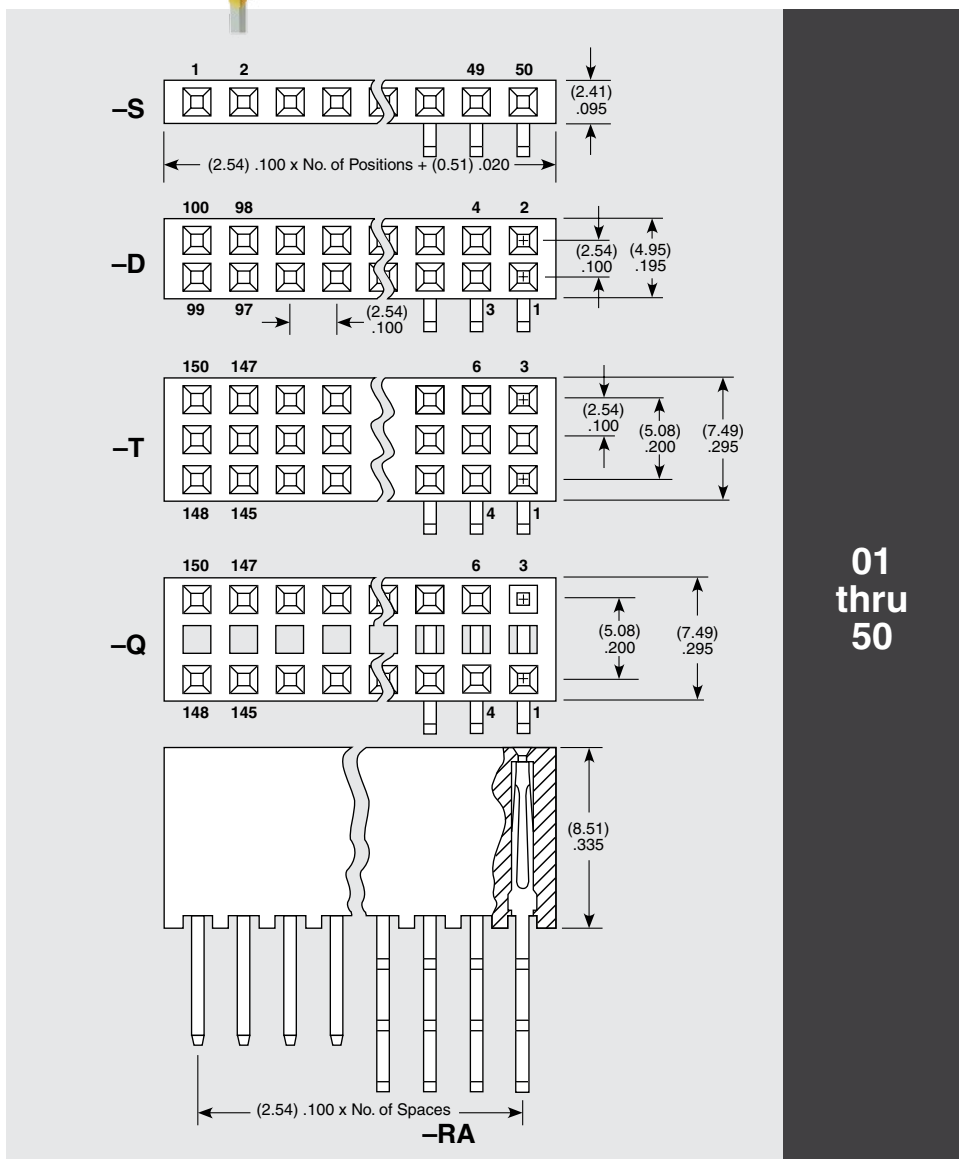 1 2 49 50
–S
(2.41)
.095
(2.54) .100 x No. of Positions + (0.51) .020
100 98 4 2
–D
(2.54)
.100
(4.95)
.195
99 97 3 1
(2.54)
.100
150 147 6 3
–T
(2.54)
.100
(5.08)
.200
(7.49)
.295
148 145 4 1
150 147 6 3
–Q
(5.08)
.200
(7.49)
.295
148 145 4 1
(8.51)
.335
(2.54) .100 x No. of Spaces
–RA
01
thru
50